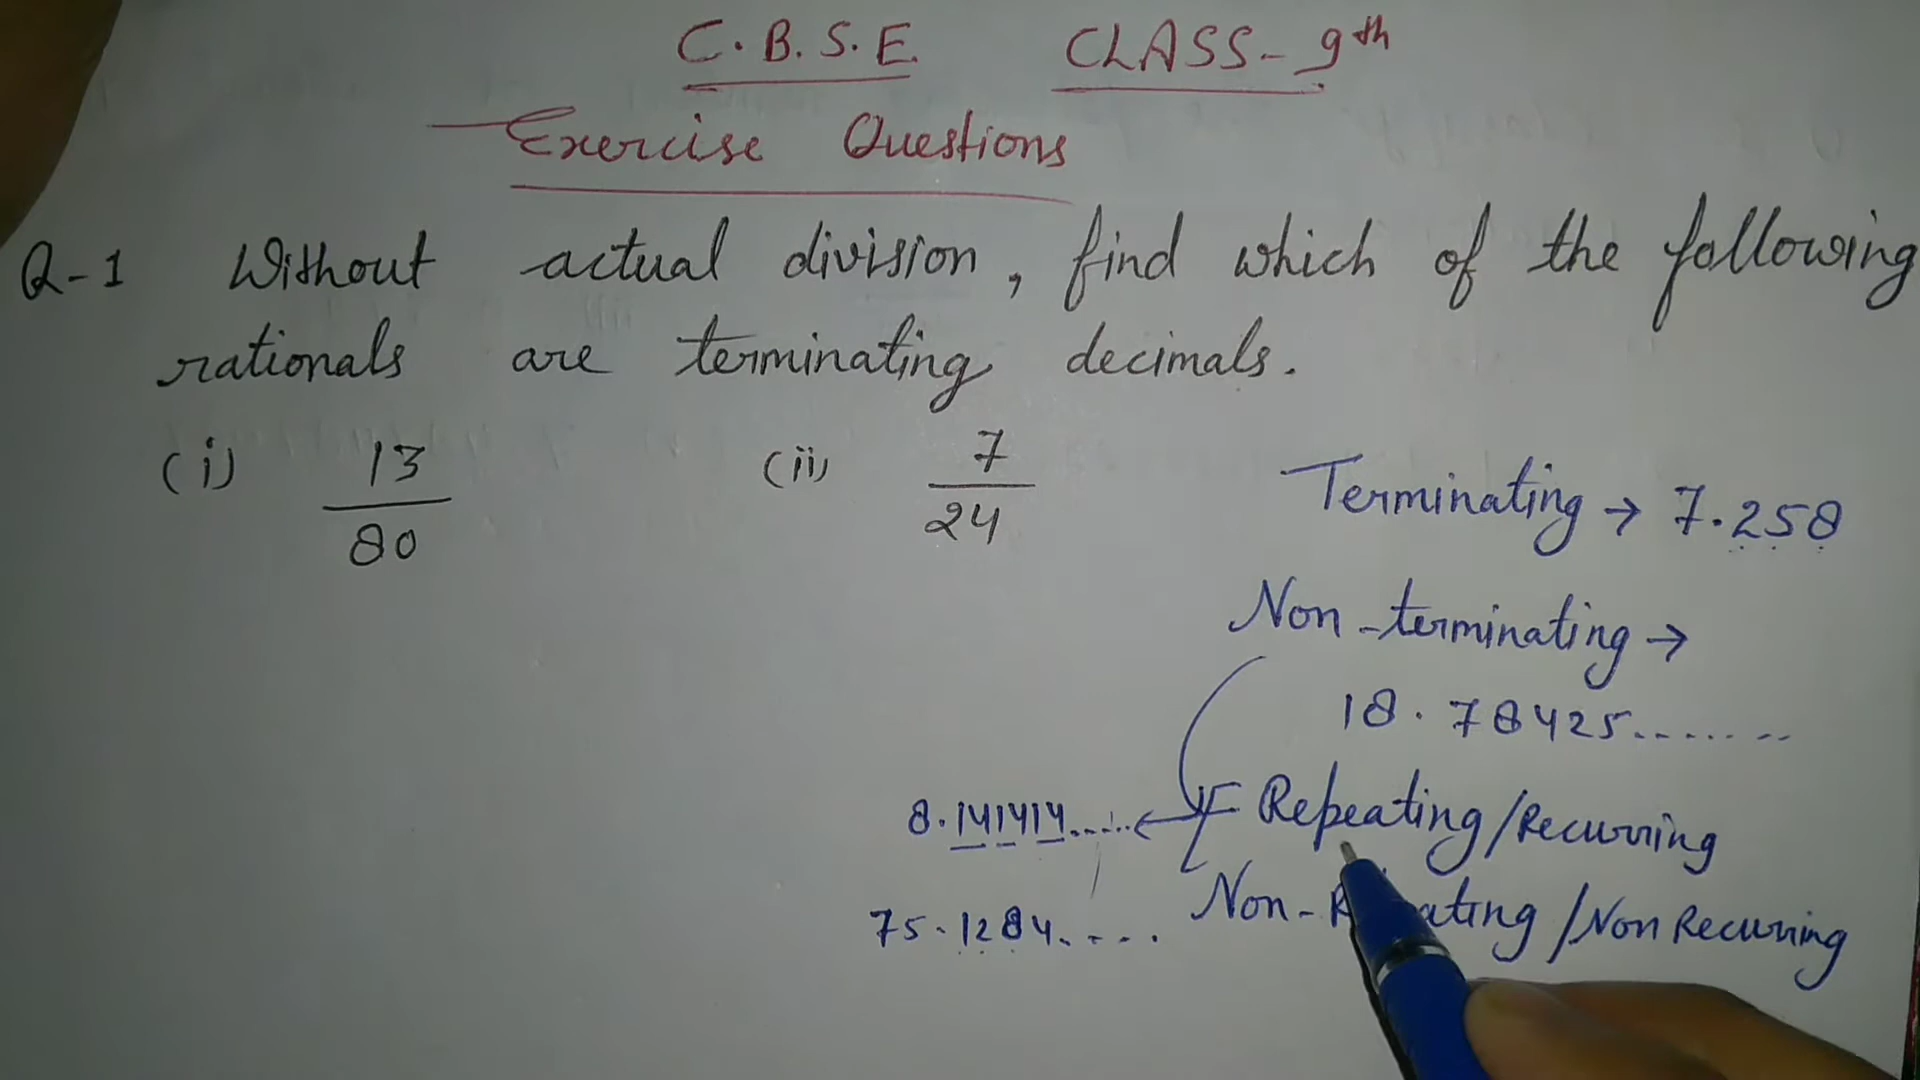 C.B.S.E. CLASS-9th
Exercise Questions
Q-1 Without actual division, find which of the following
rationals are terminating decimals.
(i) 13/80 (ii) 7/24
Terminating → 7.258
Non-terminating →
18.78425.......
8.141414...... ← Repeating/Recurring
75.1284.... Non-Repeating/Non Recurring